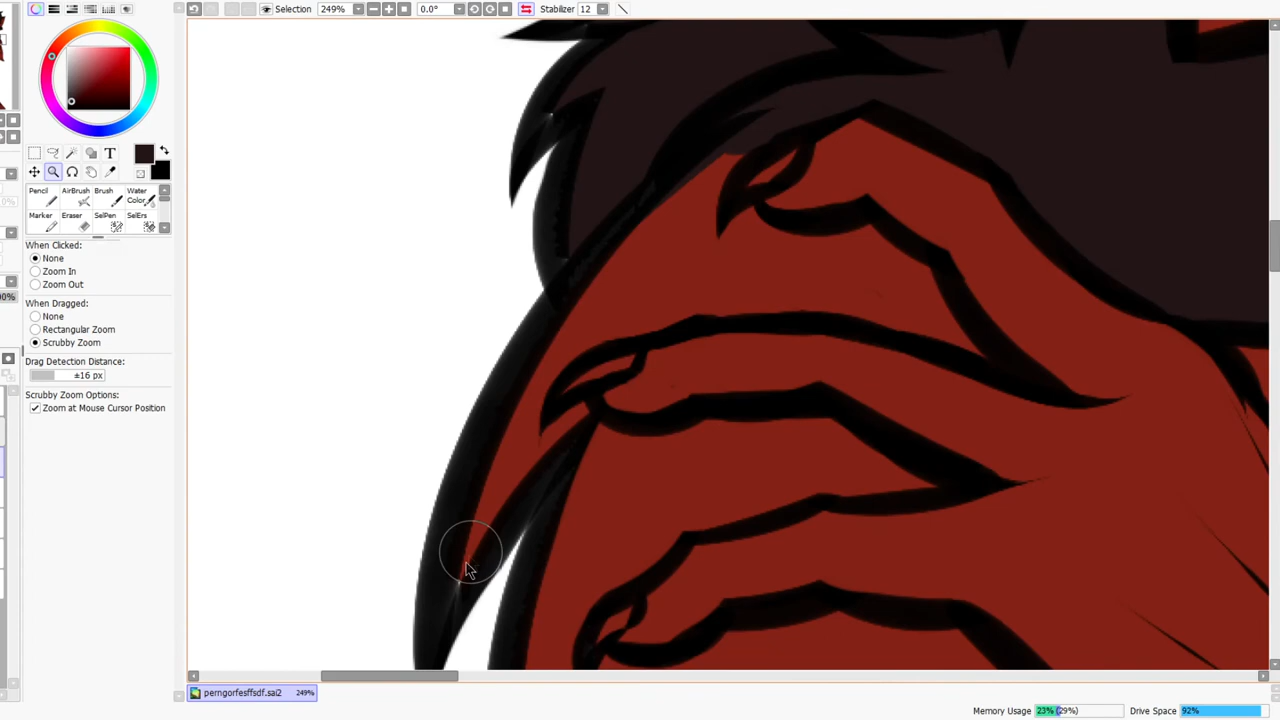 Selection 249% 0.0° Stabilizer 12
T
Pencil AirBrush Brush Water Color
Marker Eraser SelPen SelErs
When Clicked:
None
Zoom In
Zoom Out
When Dragged:
None
Rectangular Zoom
Scrubby Zoom
Drag Detection Distance:
±16 px
Scrubby Zoom Options:
Zoom at Mouse Cursor Position
perngorfesffsdf.sai2 249%
Memory Usage 23% (29%) Drive Space 92%